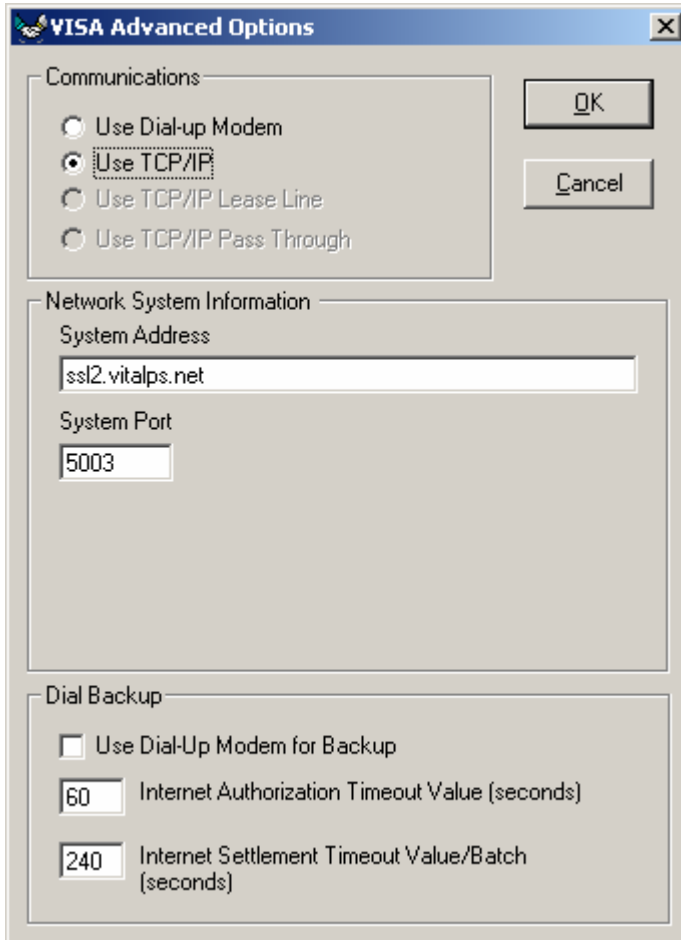 VISA Advanced Options
Communications
Use Dial-up Modem
Use TCP/IP
Use TCP/IP Lease Line
Use TCP/IP Pass Through
OK
Cancel
Network System Information
System Address
ssl2.vitalps.net
System Port
5003
Dial Backup
Use Dial-Up Modem for Backup
60 Internet Authorization Timeout Value (seconds)
240 Internet Settlement Timeout Value/Batch
(seconds)